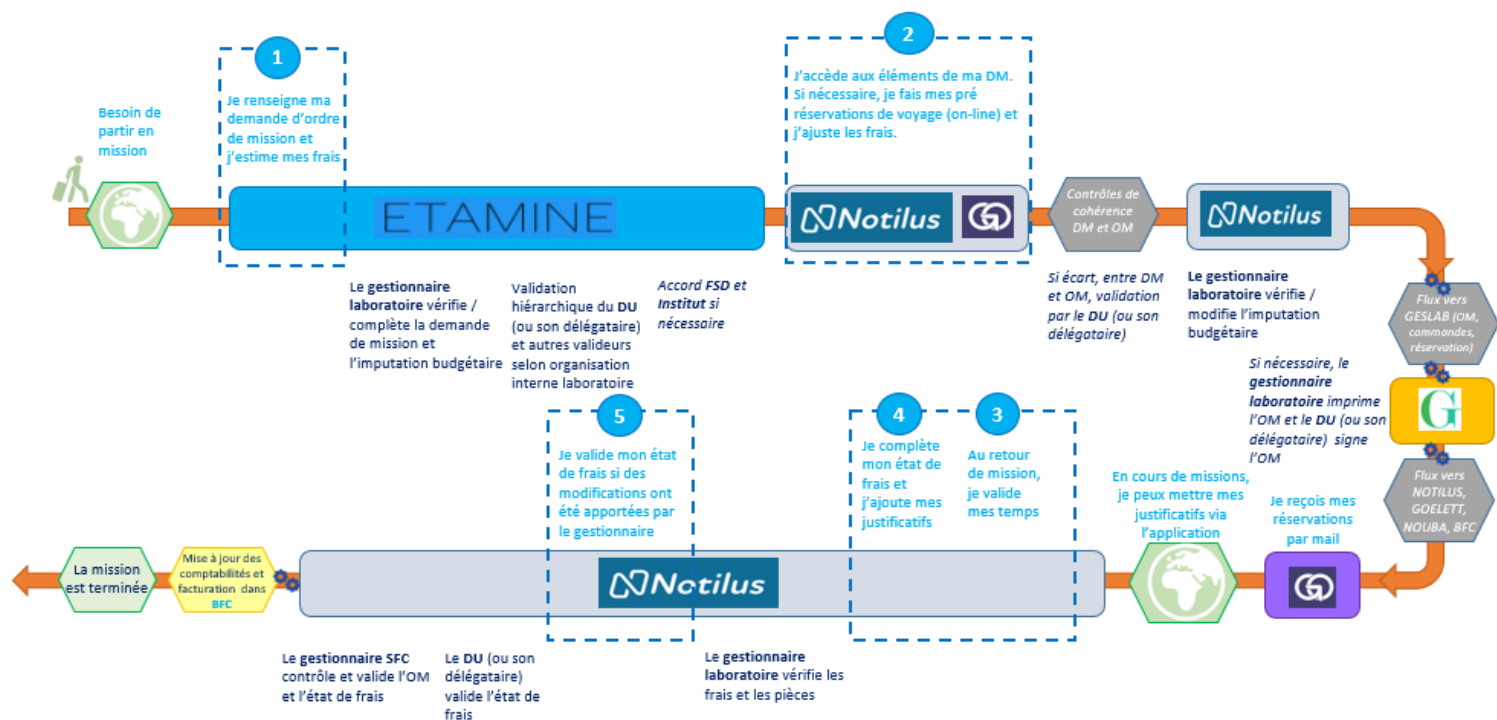 1
2
Je renseigne ma
demande d'ordre
de mission et
j'estime mes frais
J'accède aux éléments de ma DM.
Si nécessaire, je fais mes pré
réservations de voyage (on-line) et
j'ajuste les frais.
Besoin de
partir en
mission
ETAMINE
Notilus
Contrôles de
cohérence
DM et OM
Notilus
Le gestionnaire
laboratoire vérifie /
complète la demande
de mission et
l'imputation budgétaire
Validation
hiérarchique du DU
(ou son délégataire)
et autres valideurs
selon organisation
interne laboratoire
Accord FSD et
Institut si
nécessaire
Si écart, entre DM
et OM, validation
par le DU (ou son
délégataire)
Le gestionnaire
laboratoire vérifie /
modifie l'imputation
budgétaire
Flux vers
GESLAB (OM,
commandes,
réservation)
Si nécessaire, le
gestionnaire
laboratoire imprime
l'OM et le DU (ou son
délégataire) signe
l'OM
G
Flux vers
NOTILUS,
GOELETT,
NOUBA, BFC
5
4
3
Je valide mon état
de frais si des
modifications ont
été apportées par
le gestionnaire
Je complète
mon état de
frais et
j'ajoute mes
justificatifs
Au retour
de mission,
je valide
mes temps
En cours de missions,
je peux mettre mes
justificatifs via
l'application
Je reçois mes
réservations
par mail
La mission
est terminée
Mise à jour des
comptabilités et
facturation dans
BFC
Notilus
Le gestionnaire SFC
contrôle et valide l'OM
et l'état de frais
Le DU (ou son
délégataire)
valide l'état de
frais
Le gestionnaire
laboratoire vérifie les
frais et les pièces